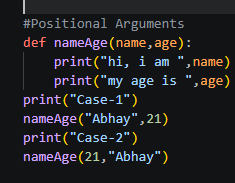 #Positional Arguments
def nameAge(name,age):
    print("hi, i am ",name)
    print("my age is ",age)
print("Case-1")
nameAge("Abhay",21)
print("Case-2")
nameAge(21,"Abhay")